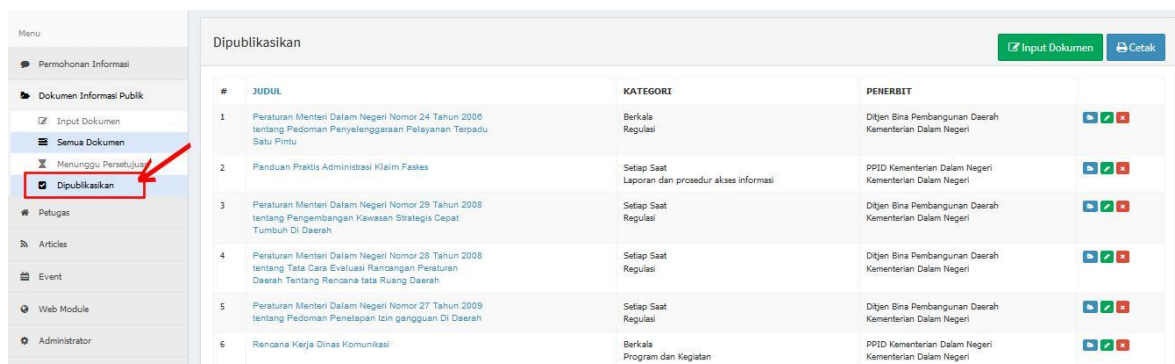 Menu
Permohonan Informasi
Dokumen Informasi Publik
Input Dokumen
Semua Dokumen
Menunggu Persetujuan
Dipublikasikan
Petugas
Articles
Event
Web Module
Administrator
Dipublikasikan
Input Dokumen
Cetak
# JUDUL KATEGORI PENERBIT
1 Peraturan Menteri Dalam Negeri Nomor 24 Tahun 2006 Berkala Ditjen Bina Pembangunan Daerah
tentang Pedoman Penyelenggaraan Pelayanan Terpadu Regulasi Kementerian Dalam Negeri
Satu Pintu
2 Panduan Praktis Administrasi Klaim Faskes Setiap Saat PPID Kementerian Dalam Negeri
Laporan dan prosedur akses informasi Kementerian Dalam Negeri
3 Peraturan Menteri Dalam Negeri Nomor 29 Tahun 2008 Setiap Saat Ditjen Bina Pembangunan Daerah
tentang Pengembangan Kawasan Strategis Cepat Regulasi Kementerian Dalam Negeri
Tumbuh Di Daerah
4 Peraturan Menteri Dalam Negeri Nomor 28 Tahun 2008 Setiap Saat Ditjen Bina Pembangunan Daerah
tentang Tata Cara Evaluasi Rancangan Peraturan Regulasi Kementerian Dalam Negeri
Daerah Tentang Rencana tata Ruang Daerah
5 Peraturan Menteri Dalam Negeri Nomor 27 Tahun 2009 Setiap Saat Ditjen Bina Pembangunan Daerah
tentang Pedoman Penetapan Izin gangguan Di Daerah Regulasi Kementerian Dalam Negeri
6 Rencana Kerja Dinas Komunikasi Berkala PPID Kementerian Dalam Negeri
Program dan Kegiatan Kementerian Dalam Negeri